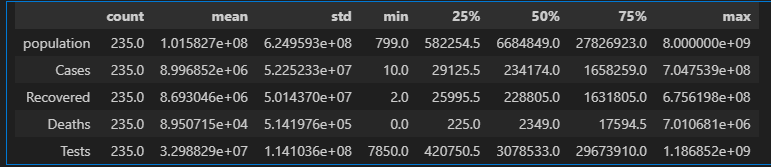 count mean std min 25% 50% 75% max
population 235.0 1.015827e+08 6.249593e+08 799.0 582254.5 6684849.0 27826923.0 8.000000e+09
Cases 235.0 8.996852e+06 5.225233e+07 10.0 29125.5 234174.0 1658259.0 7.047539e+08
Recovered 235.0 8.693046e+06 5.014370e+07 2.0 25995.5 228805.0 1631805.0 6.756198e+08
Deaths 235.0 8.950715e+04 5.141976e+05 0.0 225.0 2349.0 17594.5 7.010681e+06
Tests 235.0 3.298829e+07 1.141036e+08 7850.0 420750.5 3078533.0 29673910.0 1.186852e+09